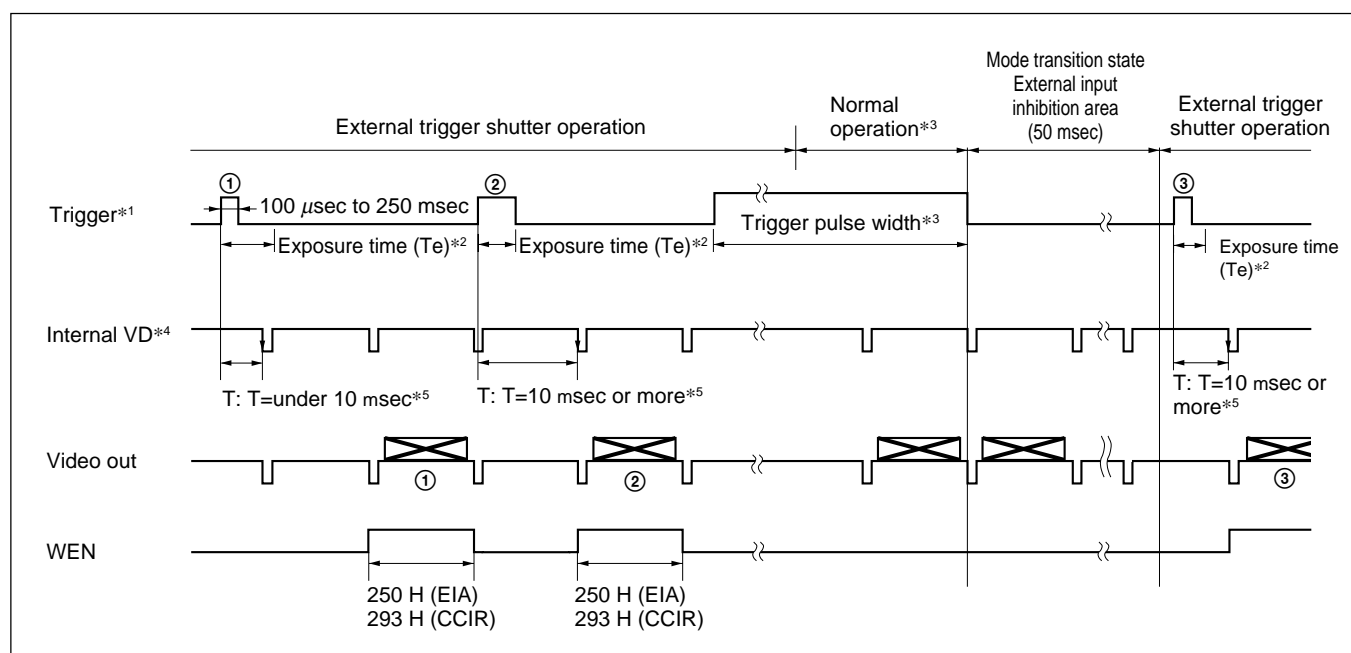 Mode transition state
External input
inhibition area
(50 msec)
External trigger shutter operation
Normal
operation*3
External trigger
shutter operation
Trigger*1
①
100 μsec to 250 msec
②
③
Exposure time (Te)*2
Exposure time (Te)*2
Trigger pulse width*3
Exposure time
(Te)*2
Internal VD*4
T: T=under 10 msec*5
T: T=10 msec or more*5
T: T=10 msec or
more*5
Video out
①
②
③
WEN
250 H (EIA)
293 H (CCIR)
250 H (EIA)
293 H (CCIR)